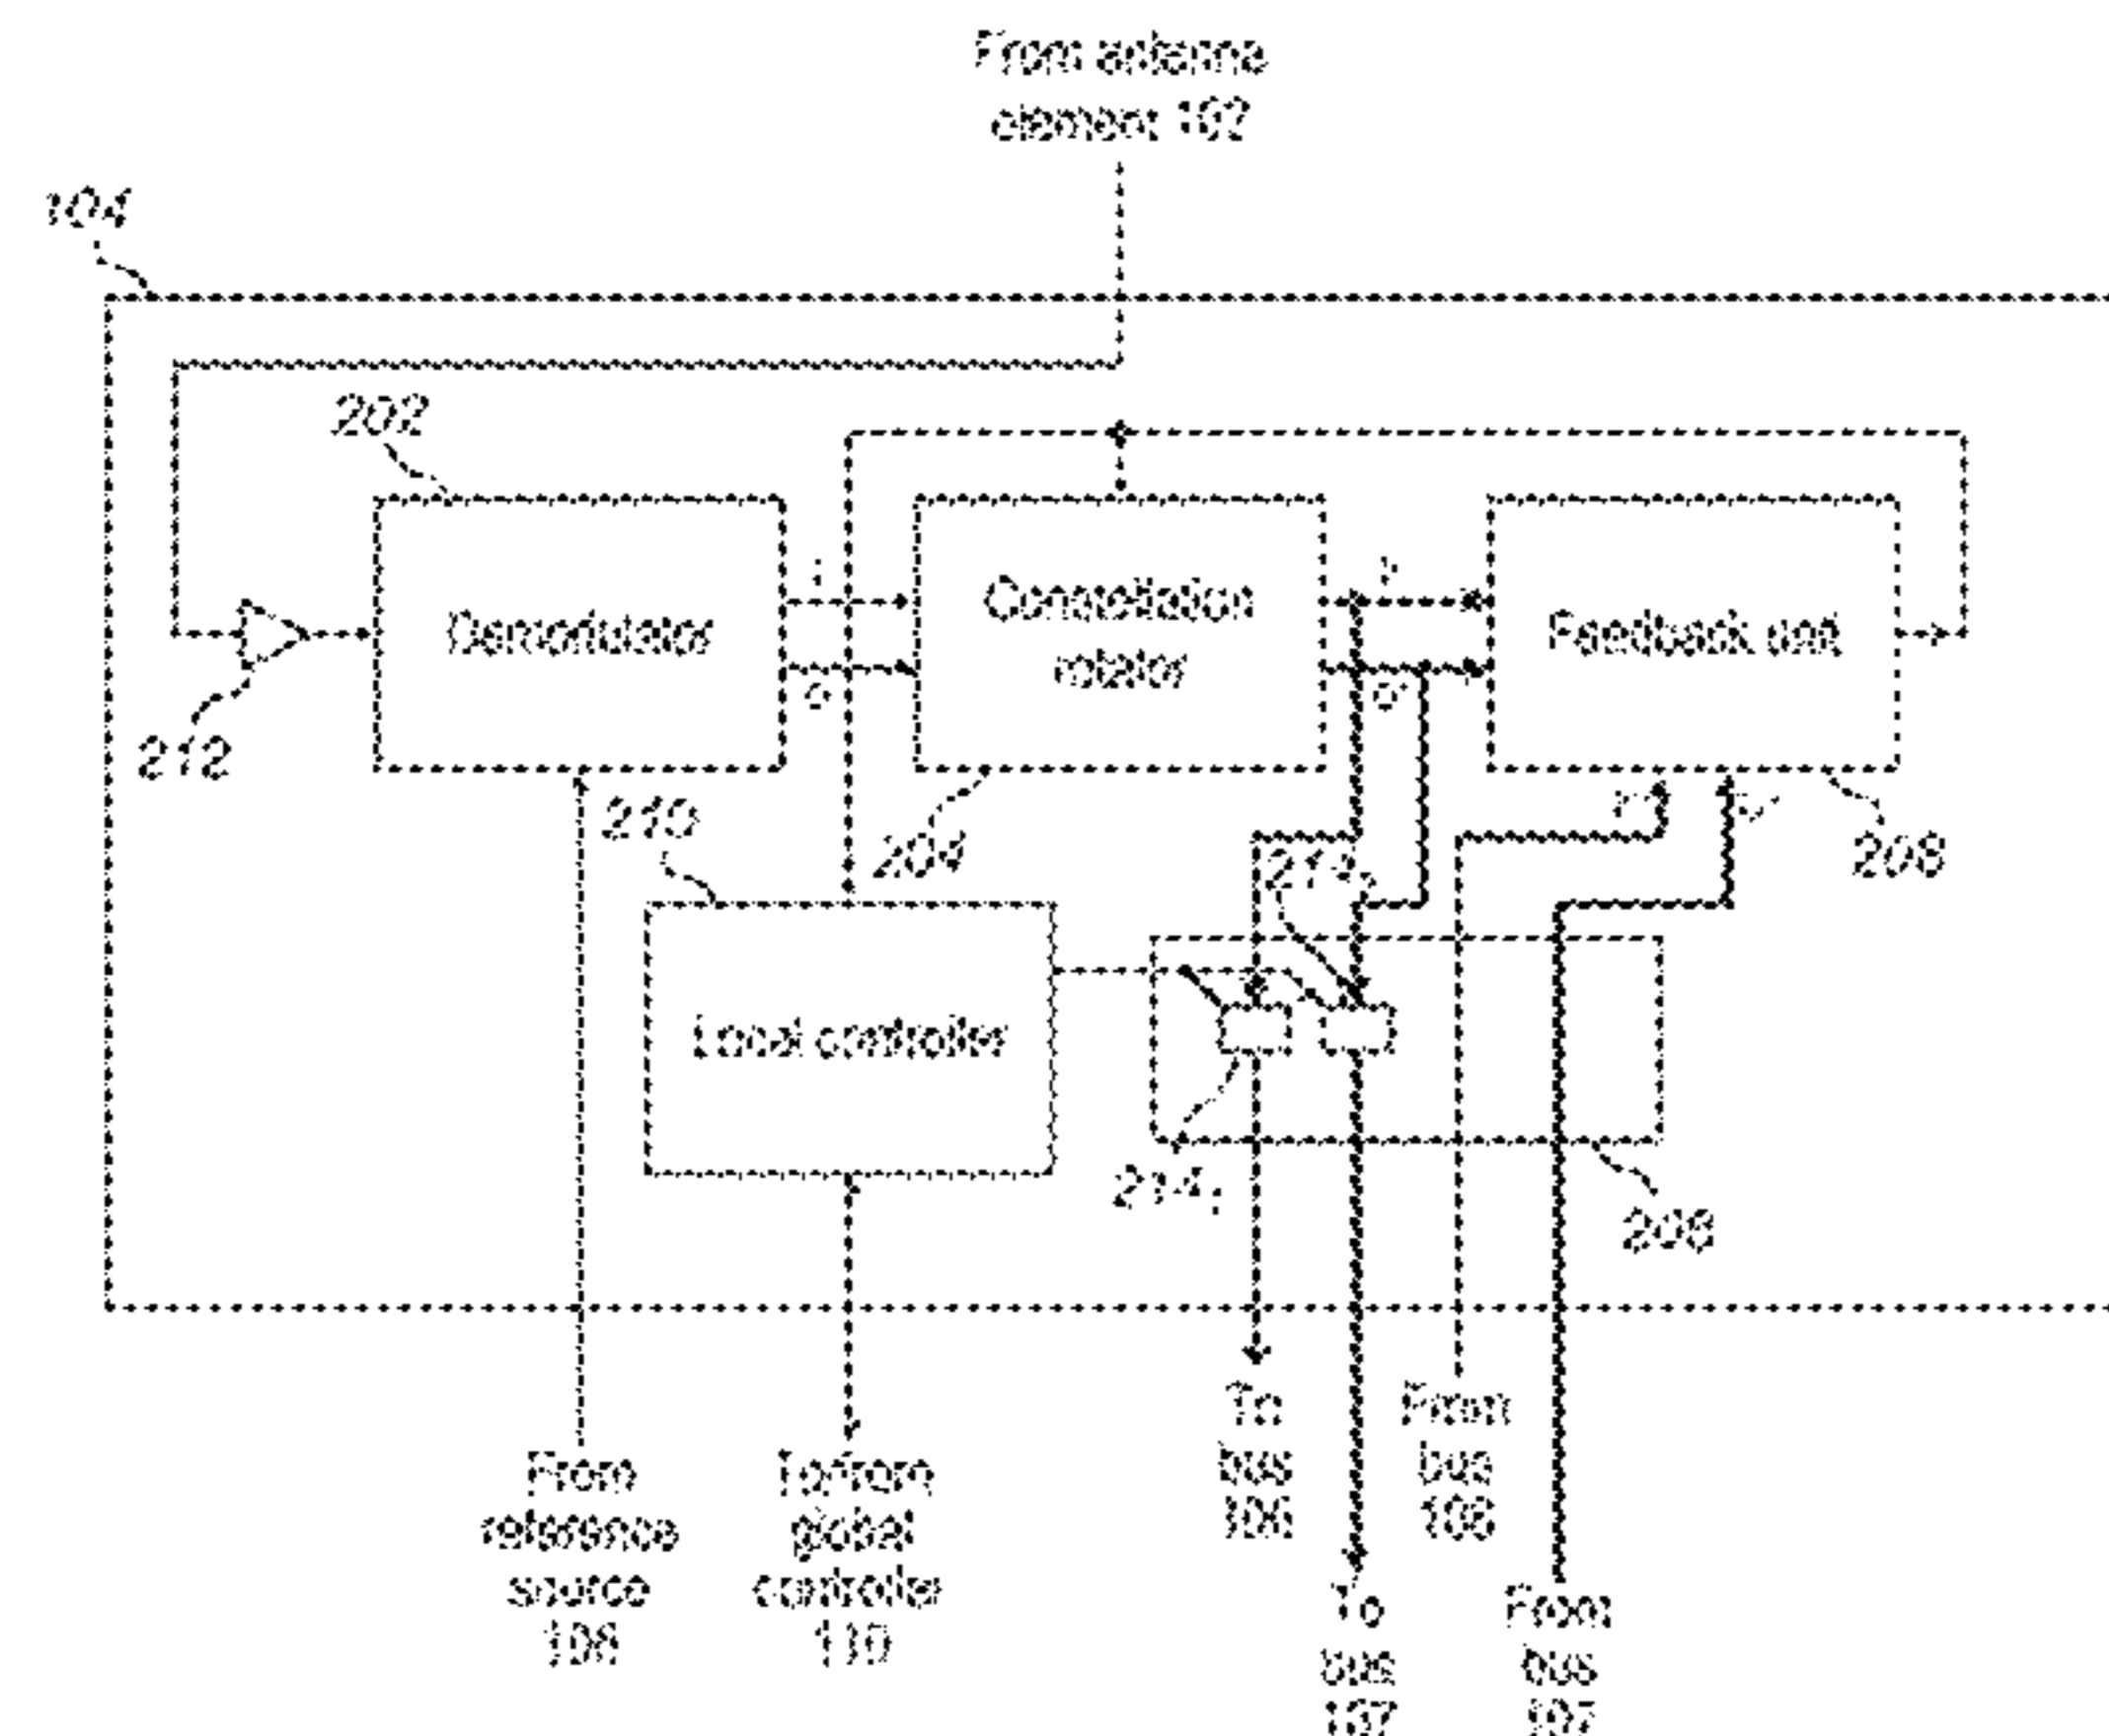 From antenna
element 102
104
202
Demodulator
I
Q
Constellation
rotator
I'
Q'
Feedback unit
212
210
204
214₂
208
Local controller
214₁
206
From
reference
source
108
To/from
global
controller
110
To
bus
106
From
bus
106
To
bus
107
From
bus
107